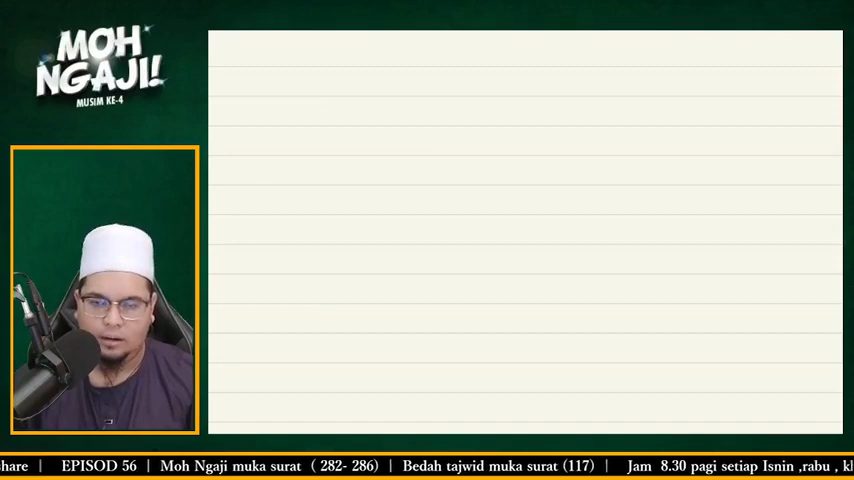 MOH
NGAJI!
MUSIM KE-4
share | EPISOD 56 | Moh Ngaji muka surat ( 282- 286) | Bedah tajwid muka surat (117) | Jam 8.30 pagi setiap Isnin ,rabu ,